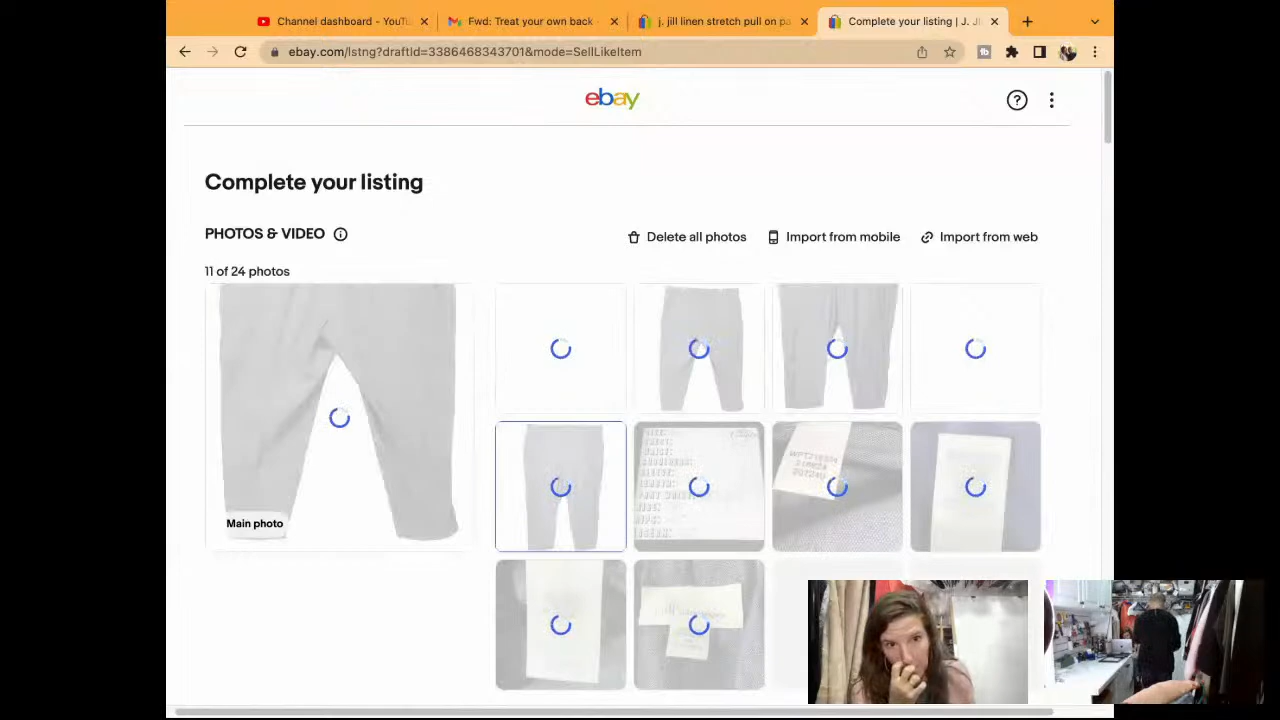 Channel dashboard - YouTu
Fwd: Treat your own back -
j. jill linen stretch pull on pa
Complete your listing | J. Ji
ebay.com/lstng?draftId=3386468343701&mode=SellLikeItem
ebay
Complete your listing
PHOTOS & VIDEO
Delete all photos
Import from mobile
Import from web
11 of 24 photos
Main photo